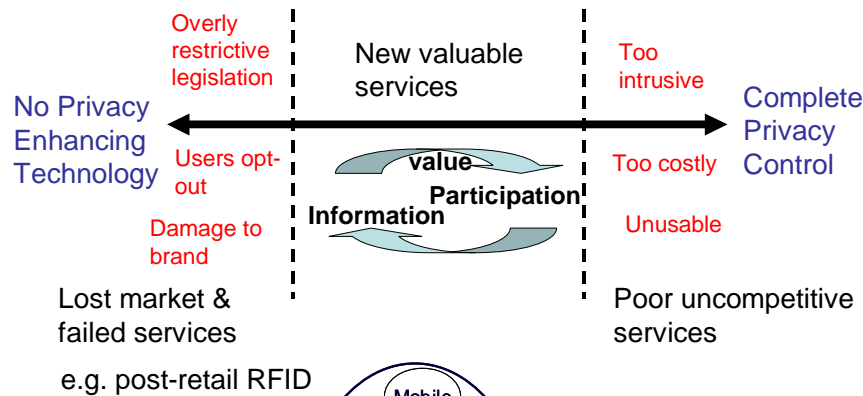 Overly
restrictive
legislation
New valuable
services
Too
intrusive
No Privacy
Enhancing
Technology
Complete
Privacy
Control
Users opt-
out
value
Participation
Information
Too costly
Damage to
brand
Unusable
Lost market &
failed services
Poor uncompetitive
services
e.g. post-retail RFID
Mobile